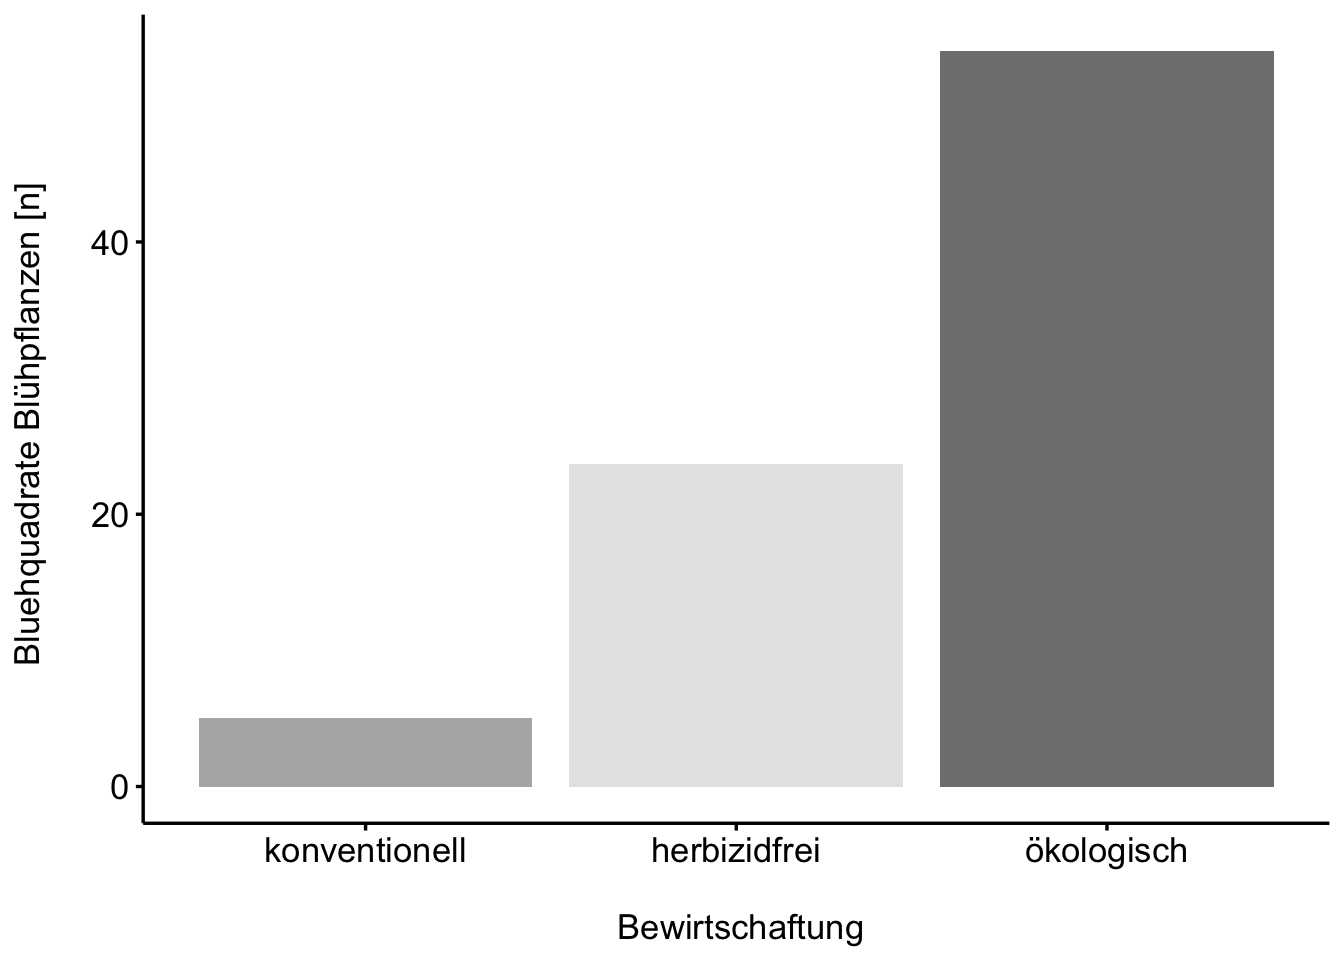 Bluehquadrate Blühpflanzen [n]
40
20
0
konventionell herbizidfrei ökologisch
Bewirtschaftung